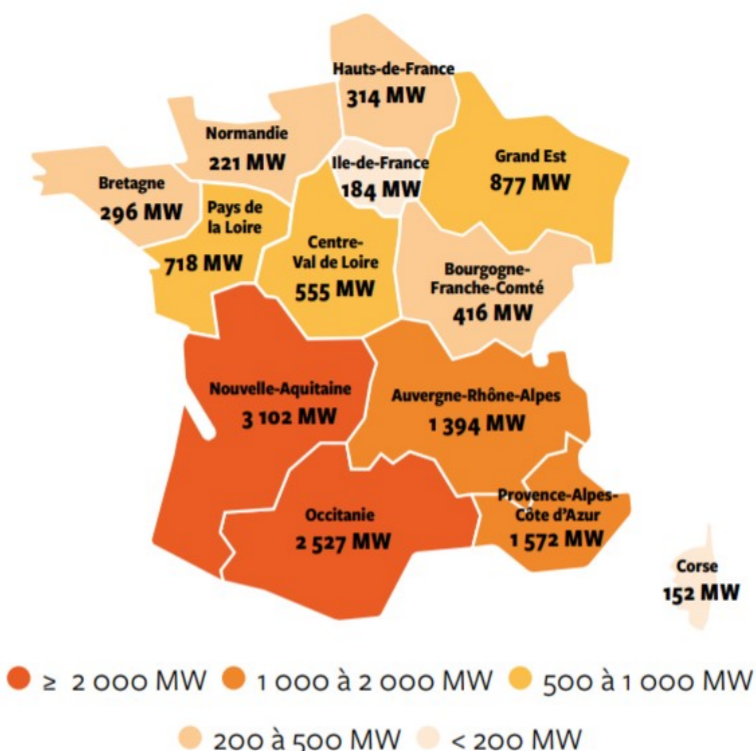 Hauts-de-France
314 MW
Normandie
221 MW
Ile-de-France
184 MW
Grand Est
877 MW
Bretagne
296 MW
Pays de
la Loire
718 MW
Centre-
Val de Loire
555 MW
Bourgogne-
Franche-Comté
416 MW
Nouvelle-Aquitaine
3 102 MW
Auvergne-Rhône-Alpes
1 394 MW
Occitanie
2 527 MW
Provence-Alpes-
Côte d'Azur
1 572 MW
Corse
152 MW
≥ 2 000 MW
1 000 à 2 000 MW
500 à 1 000 MW
200 à 500 MW
< 200 MW